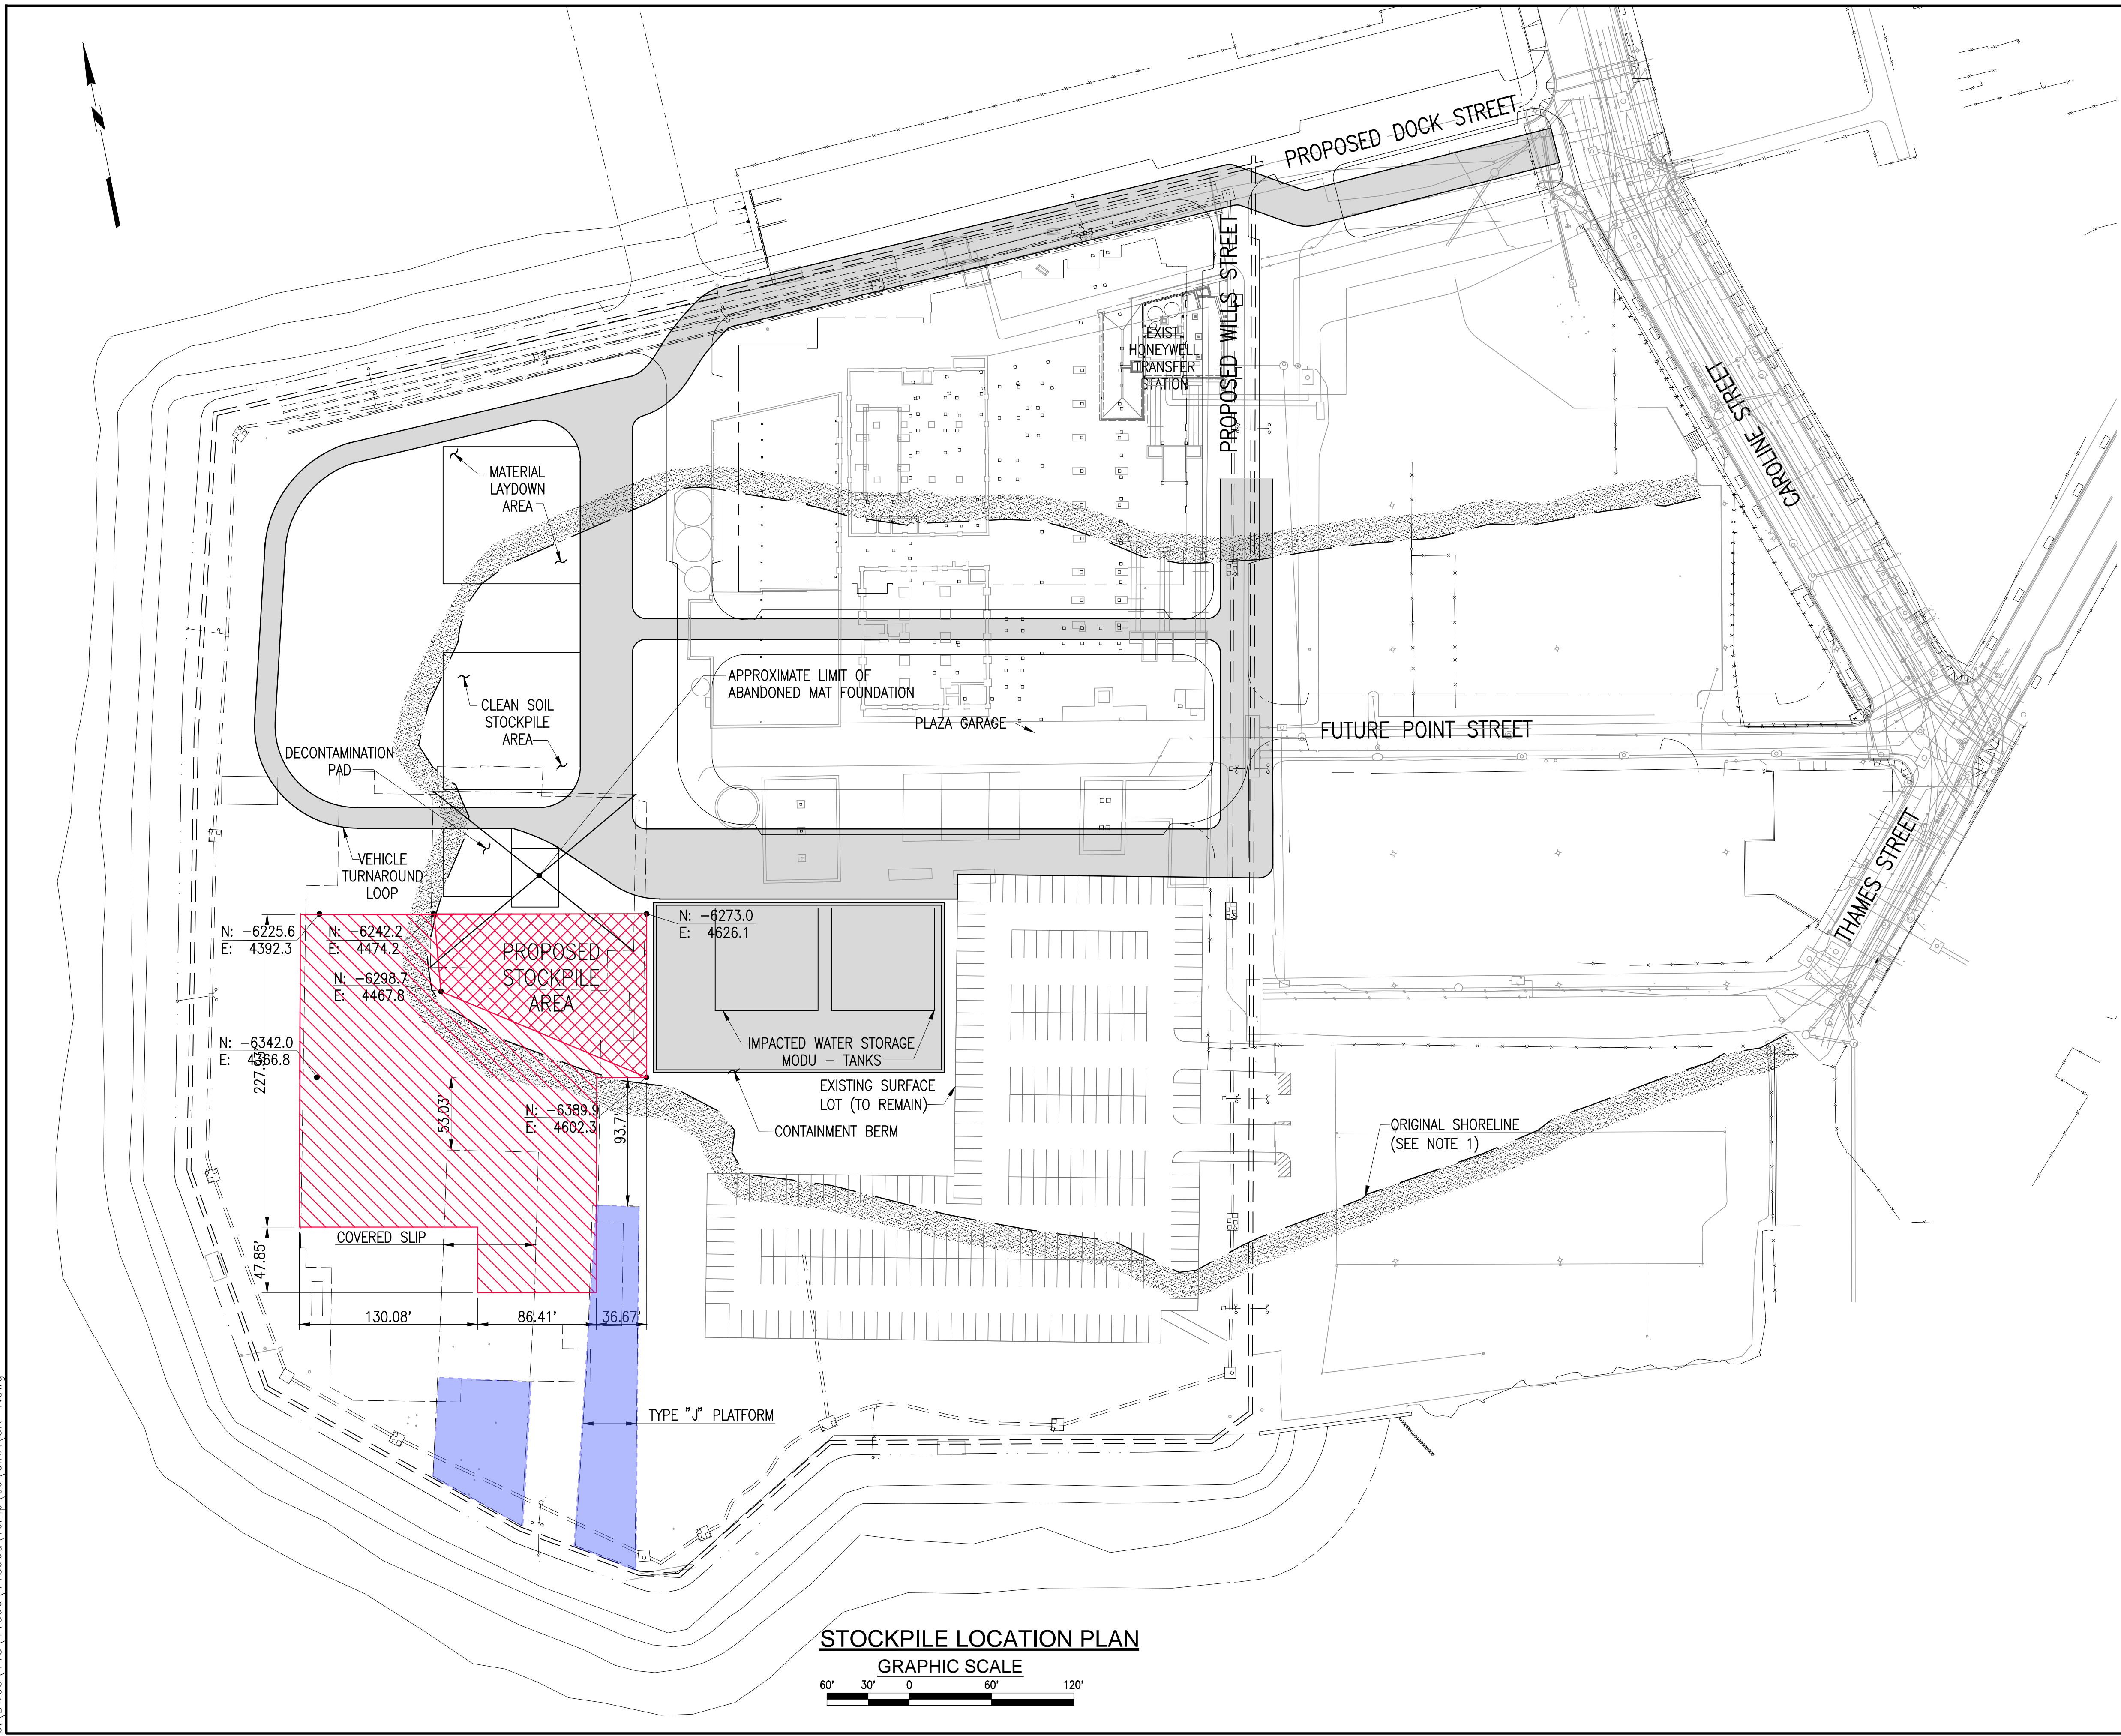 PROPOSED DOCK STREET
PROPOSED WILLS STREET
EXIST.
HONEYWELL
TRANSFER
STATION
CAROLINE STREET
MATERIAL
LAYDOWN
AREA
APPROXIMATE LIMIT OF
ABANDONED MAT FOUNDATION
CLEAN SOIL
STOCKPILE
AREA
PLAZA GARAGE
FUTURE POINT STREET
DECONTAMINATION
PAD
THAMES STREET
VEHICLE
TURNAROUND
LOOP
N: -6225.6
E: 4392.3
N: -6242.2
E: 4474.2
N: -6273.0
E: 4626.1
PROPOSED
STOCKPILE
AREA
N: -6298.7
E: 4467.8
N: -6342.0
E: 4366.8
IMPACTED WATER STORAGE
MODU - TANKS
EXISTING SURFACE
LOT (TO REMAIN)
53.03'
N: -6389.9
E: 4602.3
93.7'
CONTAINMENT BERM
ORIGINAL SHORELINE
(SEE NOTE 1)
COVERED SLIP
47.85'
130.08'
86.41'
36.67'
TYPE "J" PLATFORM
STOCKPILE LOCATION PLAN
GRAPHIC SCALE
60' 30' 0 60' 120'